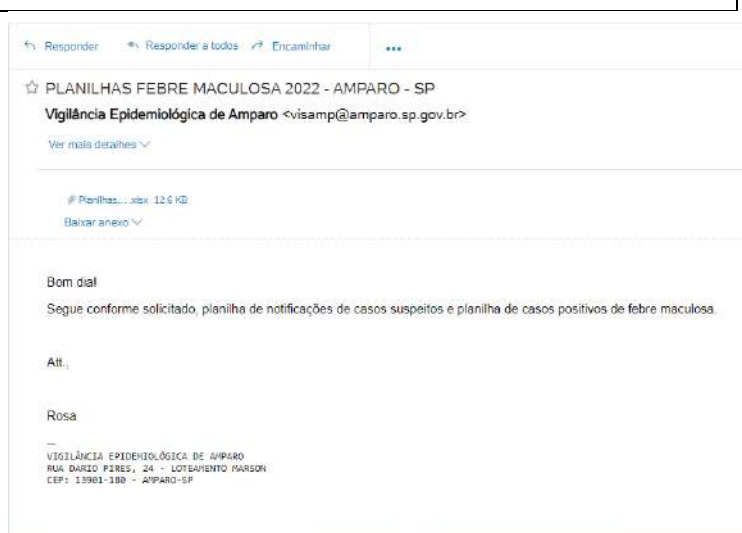 Responder Responder a todos Encaminhar ...
PLANILHAS FEBRE MACULOSA 2022 - AMPARO - SP
Vigilância Epidemiológica de Amparo <visamp@amparo.sp.gov.br>
Ver mais detalhes
Planilhas... .xlsx 12.6 KB
Baixar anexo
Bom dia!
Segue conforme solicitado, planilha de notificações de casos suspeitos e planilha de casos positivos de febre maculosa.
Att.,
Rosa
--
VIGILÂNCIA EPIDEMIOLÓGICA DE AMPARO
RUA DARIO PIRES, 24 - LOTEAMENTO MARSON
CEP: 13901-180 - AMPARO-SP